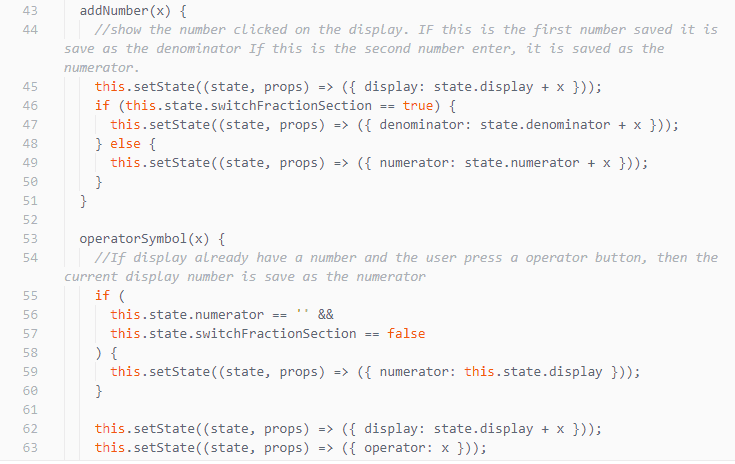 43 addNumber(x) {
44 //show the number clicked on the display. IF this is the first number saved it is
save as the denominator If this is the second number enter, it is saved as the
numerator.
45 this.setState((state, props) => ({ display: state.display + x }));
46 if (this.state.switchFractionSection == true) {
47 this.setState((state, props) => ({ denominator: state.denominator + x }));
48 } else {
49 this.setState((state, props) => ({ numerator: state.numerator + x }));
50 }
51 }
52
53 operatorSymbol(x) {
54 //If display already have a number and the user press a operator button, then the
current display number is save as the numerator
55 if (
56 this.state.numerator == '' &&
57 this.state.switchFractionSection == false
58 ) {
59 this.setState((state, props) => ({ numerator: this.state.display }));
60 }
61
62 this.setState((state, props) => ({ display: state.display + x }));
63 this.setState((state, props) => ({ operator: x }));